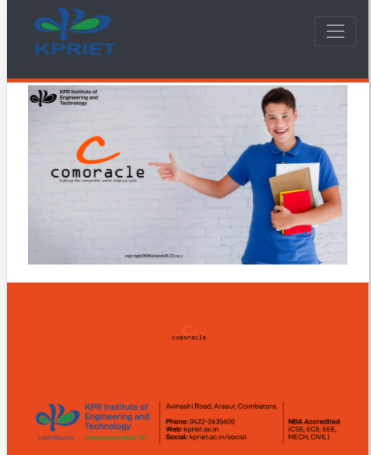 KPRIET
KPR Institute of
Engineering and
Technology
comoracle
comoracle
KPR Institute of
Engineering and
Technology
Learn Beyond
Avinashi Road, Arasur, Coimbatore.
Phone: 0422-2635600
Web: kpriet.ac.in
Social: kpriet.ac.in/social
NBA Accredited
(CSE, ECE, EEE,
MECH, CIVIL)